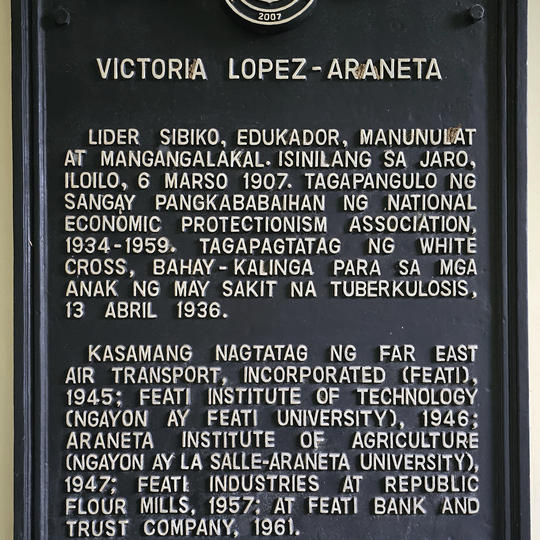 2007
VICTORIA LOPEZ-ARANETA
LIDER SIBIKO, EDUKADOR, MANUNULAT
AT MANGANGALAKAL. ISINILANG SA JARO,
ILOILO, 6 MARSO 1907. TAGAPANGULO NG
SANGAY PANGKABABAIHAN NG NATIONAL
ECONOMIC PROTECTIONISM ASSOCIATION,
1934-1959. TAGAPAGTATAG NG WHITE
CROSS, BAHAY-KALINGA PARA SA MGA
ANAK NG MAY SAKIT NA TUBERKULOSIS,
13 ABRIL 1936.
KASAMANG NAGTATAG NG FAR EAST
AIR TRANSPORT, INCORPORATED (FEATI),
1945; FEATI INSTITUTE OF TECHNOLOGY
(NGAYON AY FEATI UNIVERSITY), 1946;
ARANETA INSTITUTE OF AGRICULTURE
(NGAYON AY LA SALLE-ARANETA UNIVERSITY),
1947; FEATI INDUSTRIES AT REPUBLIC
FLOUR MILLS, 1957; AT FEATI BANK AND
TRUST COMPANY, 1961.